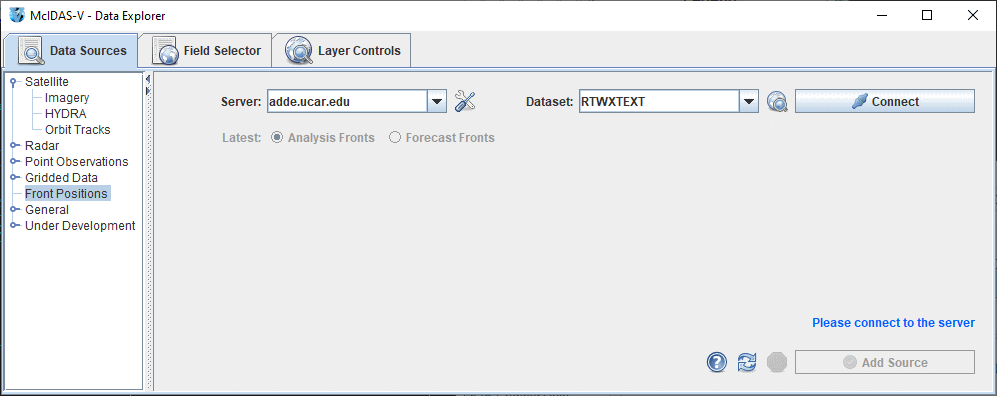 McIDAS-V - Data Explorer
Data Sources
Field Selector
Layer Controls
Satellite
Imagery
HYDRA
Orbit Tracks
Radar
Point Observations
Gridded Data
Front Positions
General
Under Development
Server: adde.ucar.edu
Dataset: RTWXTEXT
Connect
Latest: Analysis Fronts Forecast Fronts
Please connect to the server
?
Add Source